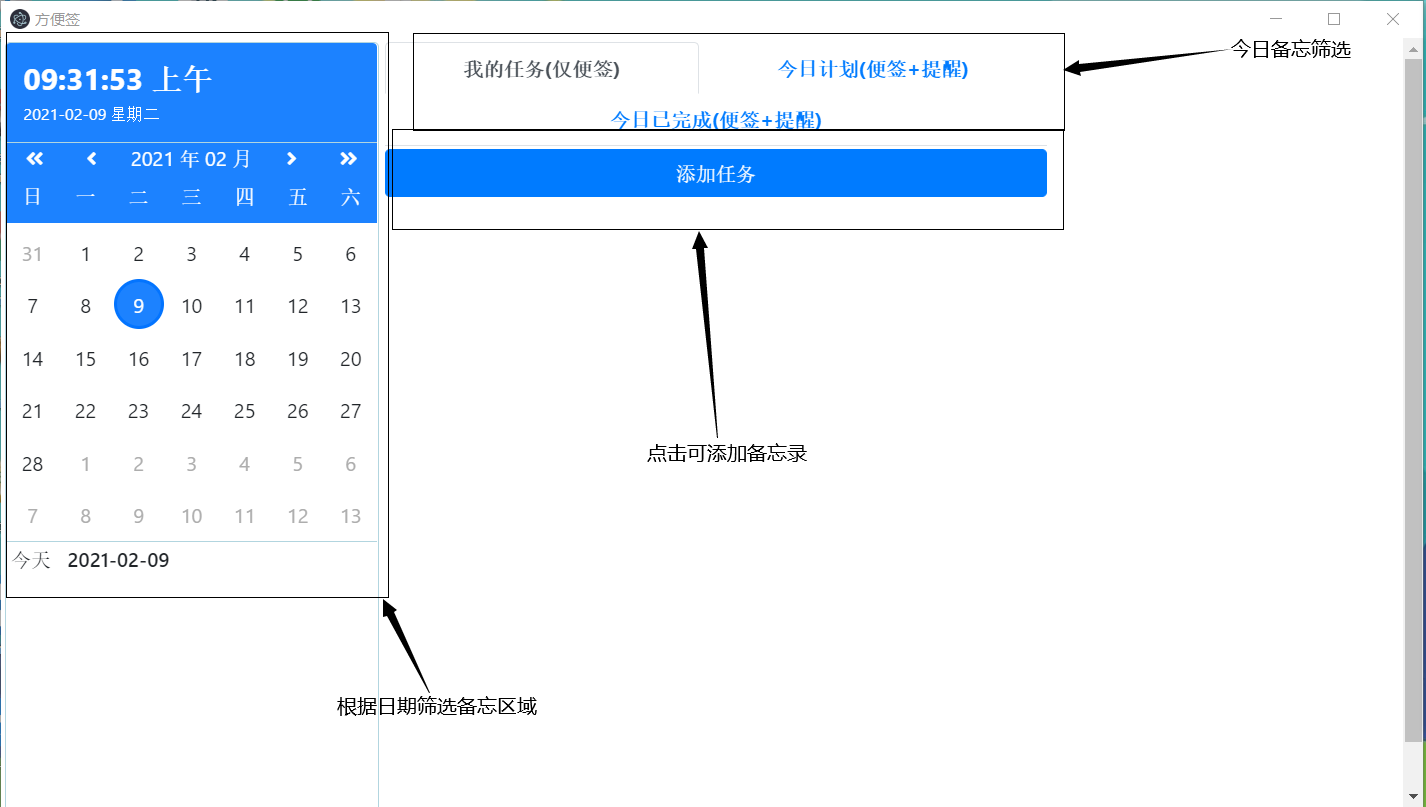 方便签
09:31:53 上午
2021-02-09 星期二
2021 年 02 月
日 一 二 三 四 五 六
31 1 2 3 4 5 6
7 8 9 10 11 12 13
14 15 16 17 18 19 20
21 22 23 24 25 26 27
28 1 2 3 4 5 6
7 8 9 10 11 12 13
今天 2021-02-09
我的任务(仅便签)
今日计划(便签+提醒)
今日已完成(便签+提醒)
添加任务
今日备忘筛选
点击可添加备忘录
根据日期筛选备忘区域